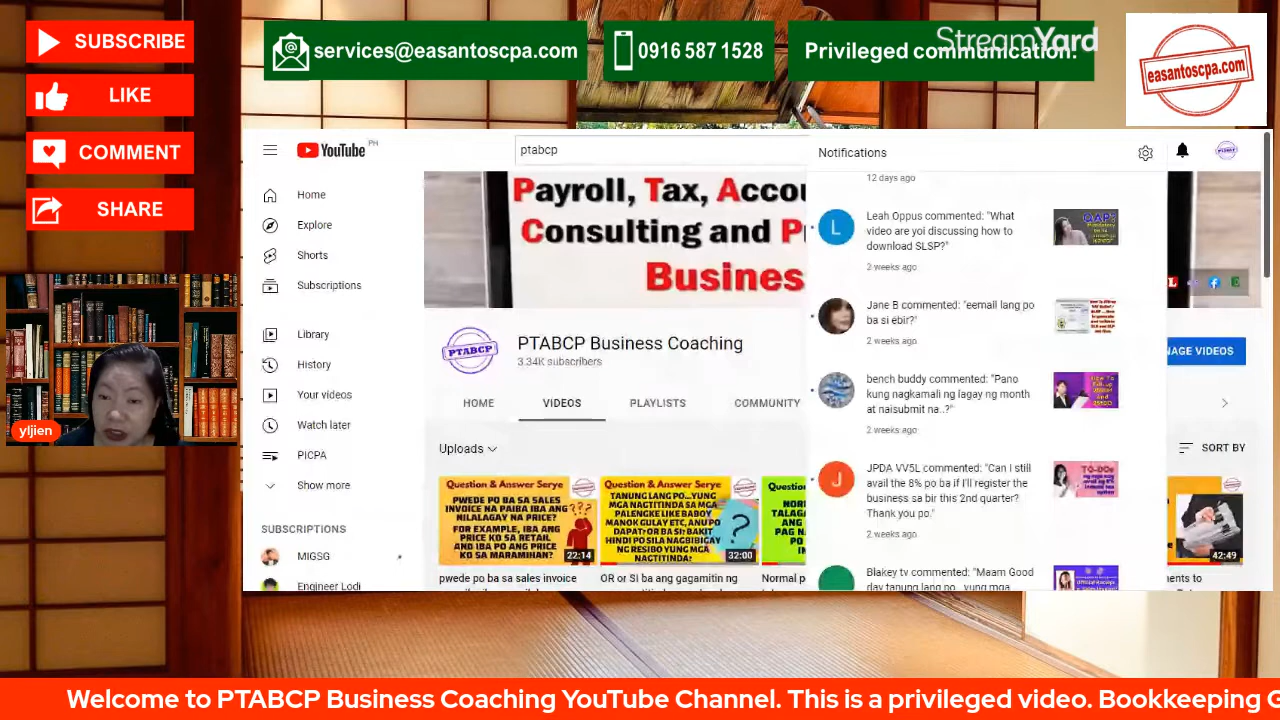 SUBSCRIBE
LIKE
COMMENT
SHARE
services@easantoscpa.com
0916 587 1528
Privileged communication.
StreamYard
easantoscpa.com
YouTube PH
ptabcp
Notifications
Home
Explore
Shorts
Subscriptions
Library
History
Your videos
Watch later
PICPA
Show more
SUBSCRIPTIONS
MIGSG
Engineer Lodi
Payroll, Tax, Accou
Consulting and P
Busines
PTABCP
PTABCP Business Coaching
3.34K subscribers
NAGE VIDEOS
HOME
VIDEOS
PLAYLISTS
COMMUNITY
Uploads
SORT BY
12 days ago
Leah Oppus commented: "What
video are yoi discussing how to
download SLSP?"
2 weeks ago
Jane B commented: "eemail lang po
ba si ebir?"
2 weeks ago
bench buddy commented: "Pano
kung nagkamali ng lagay ng month
at naisubmit na..?"
2 weeks ago
JPDA VV5L commented: "Can I still
avail the 8% po ba if I'll register the
business sa bir this 2nd quarter?
Thank you po."
2 weeks ago
Blakey tv commented: "Maam Good
day tanung lang po...yung mga
Question & Answer Serye
PWEDE PO BA SA SALES
INVOICE NA PAIBA IBA ANG
NILALAGAY NA PRICE?
FOR EXAMPLE, IBA ANG
PRICE KO SA RETAIL
AND IBA PO ANG PRICE
KO SA MARAMIHAN?
22:14
pwede po ba sa sales invoice
Question & Answer Serye
TANUNG LANG PO...YUNG
MGA NAGTITINDA SA MGA
PALENGKE LIKE BABOY
MANOK GULAY ETC, ANU PO
DAPAT? OR BA SI? BAKIT
HINDI PO SILA NAGBIBIGAY
NG RESIBO YUNG MGA
NAGTITINDA?
32:00
OR or SI ba ang gagamitin ng
Questio
Normal p
42:49
yljien
Welcome to PTABCP Business Coaching YouTube Channel. This is a privileged video. Bookkeeping